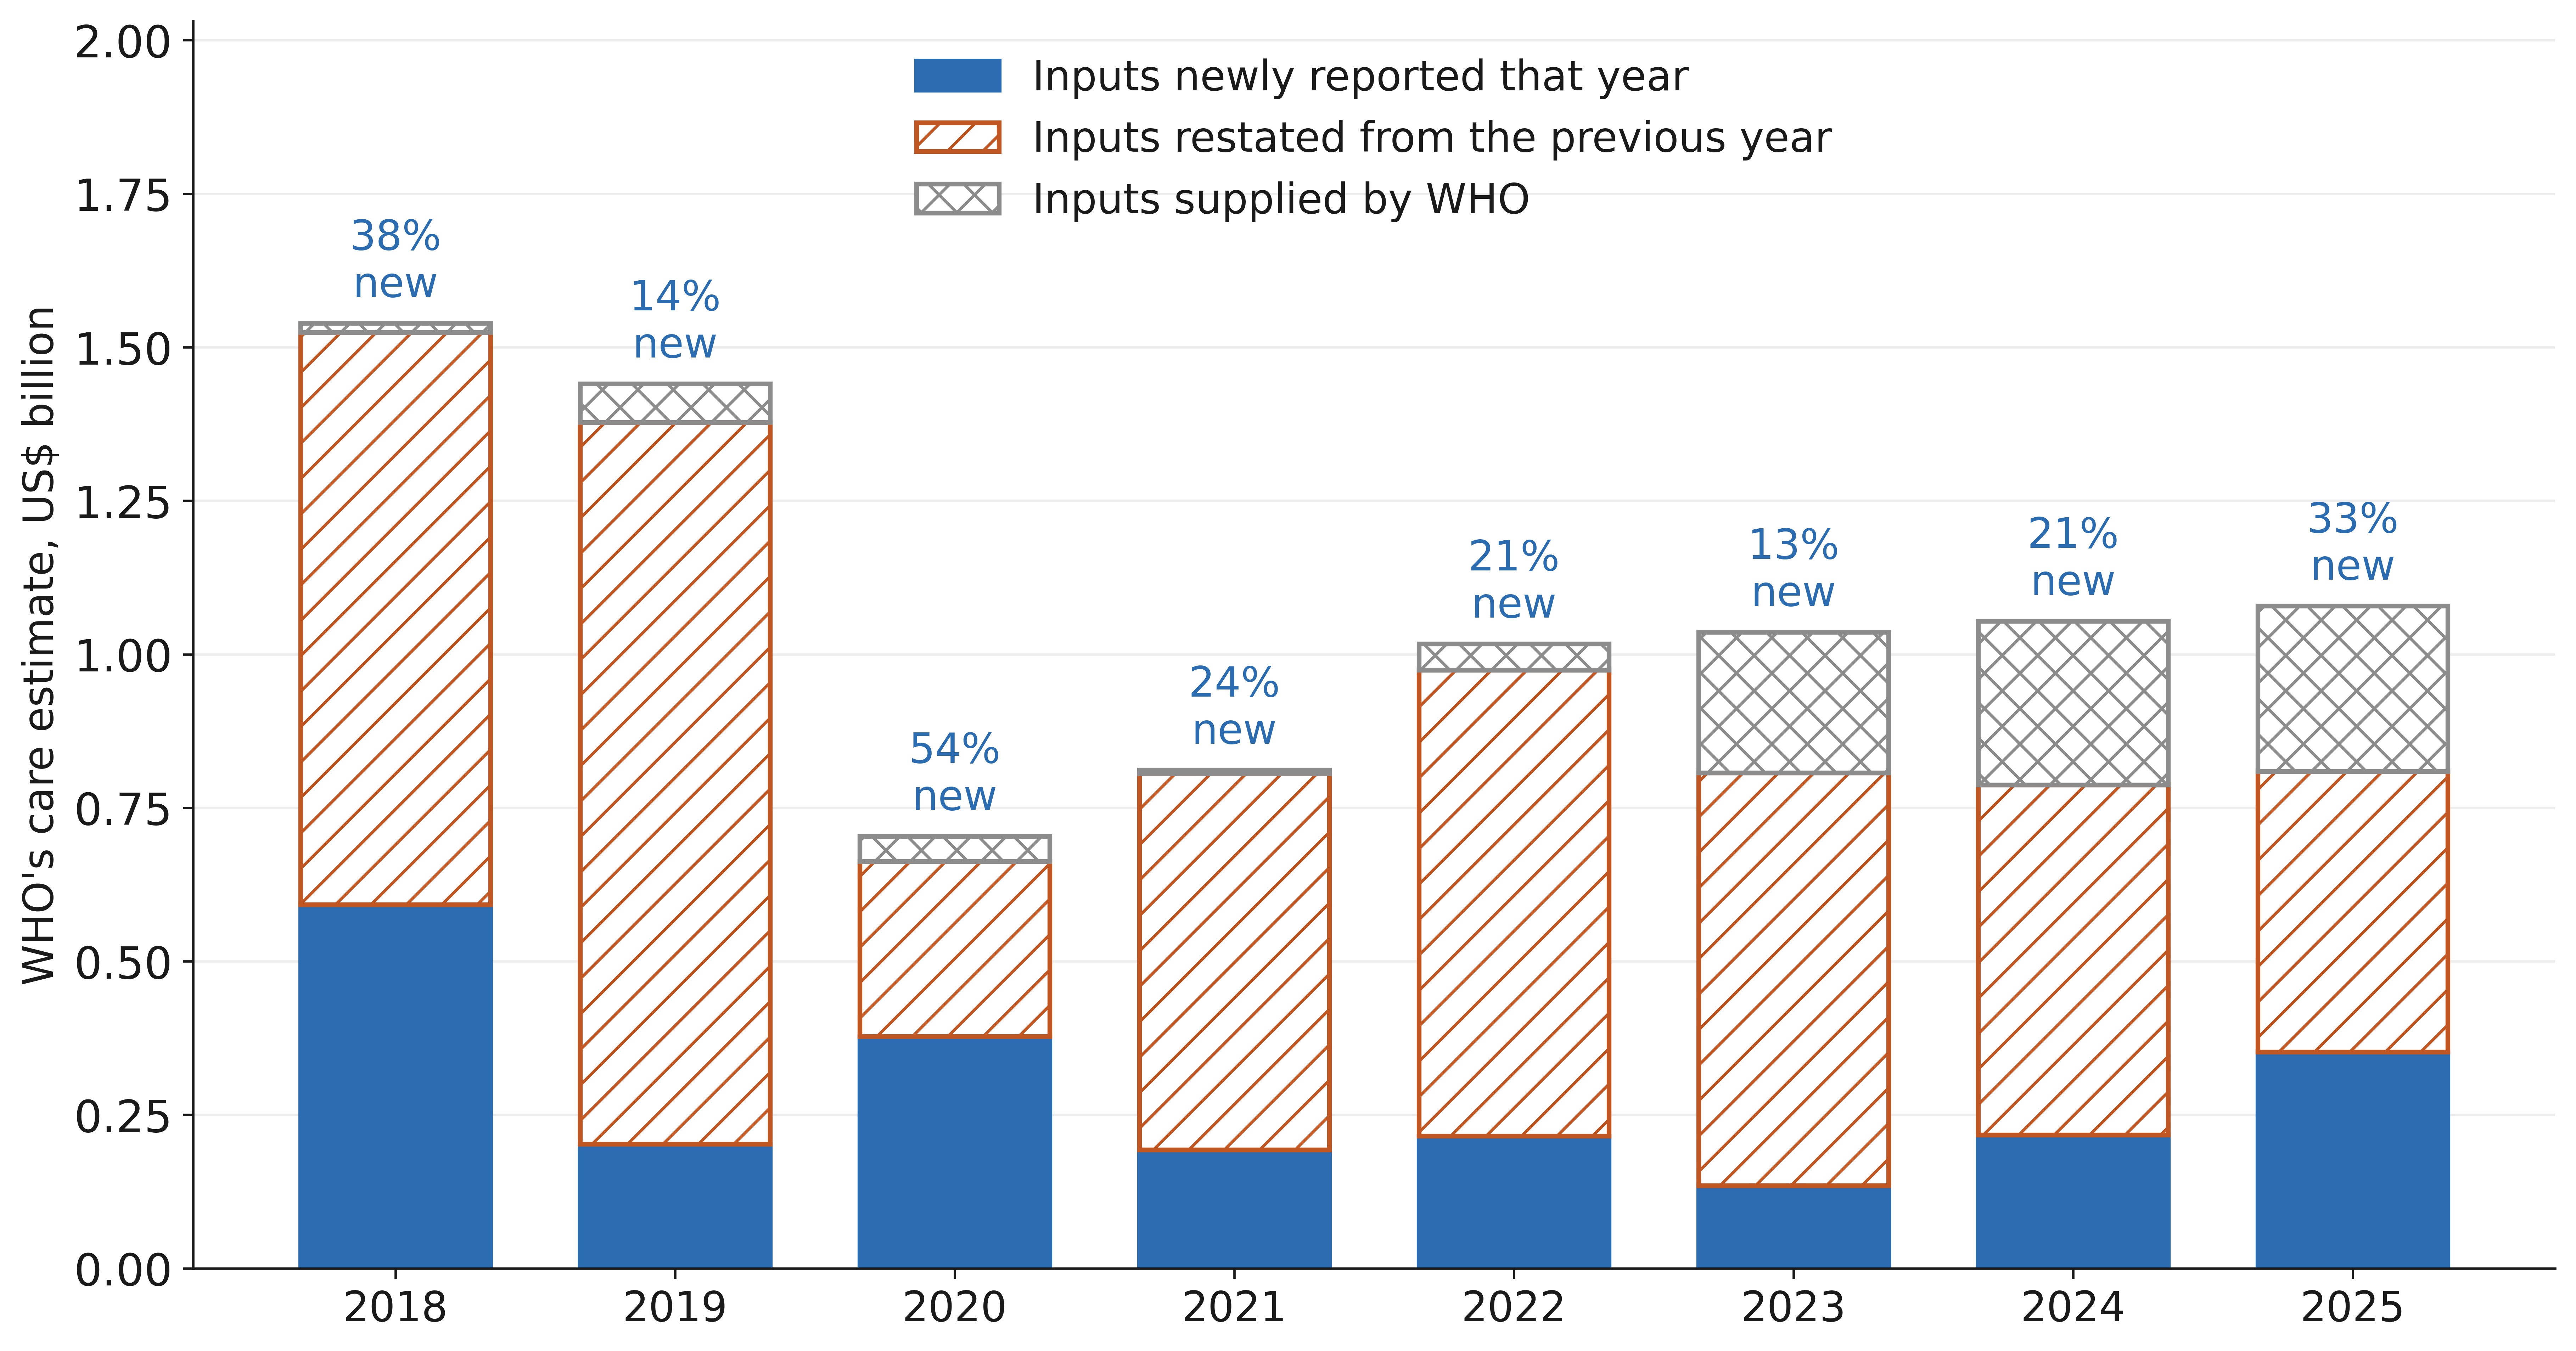 WHO's care estimate, US$ billion
2.00
1.75
1.50
1.25
1.00
0.75
0.50
0.25
0.00
Inputs newly reported that year
Inputs restated from the previous year
Inputs supplied by WHO
38%
new
14%
new
54%
new
24%
new
21%
new
13%
new
21%
new
33%
new
2018
2019
2020
2021
2022
2023
2024
2025